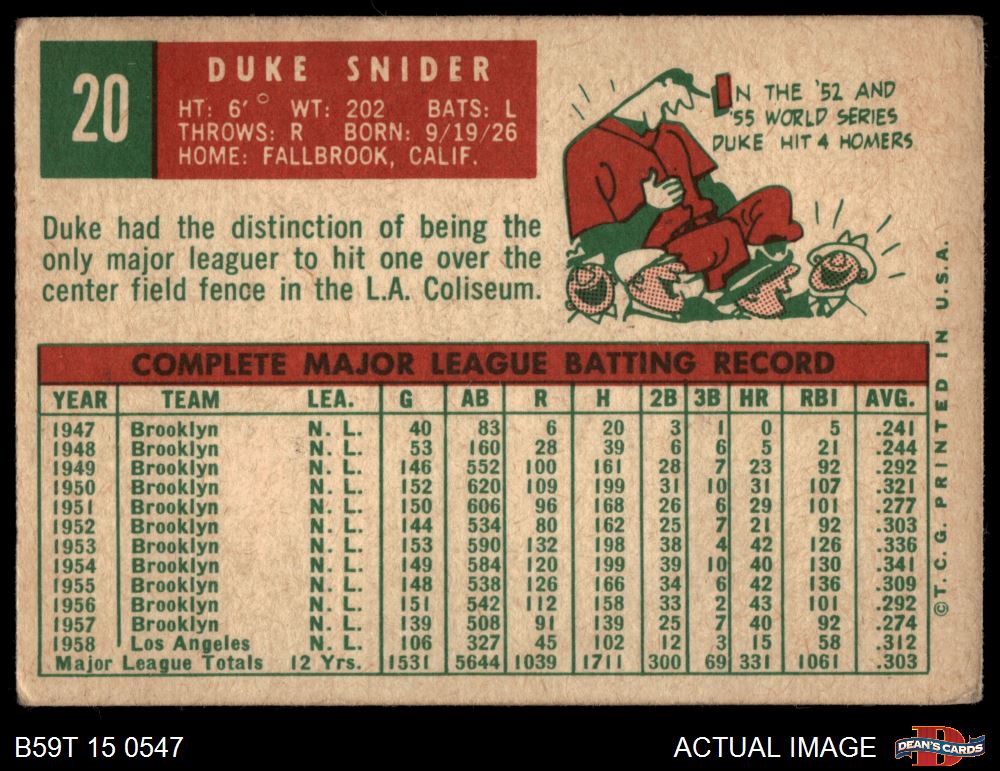 20
DUKE SNIDER
HT: 6' ° WT: 202 BATS: L
THROWS: R BORN: 9/19/26
HOME: FALLBROOK, CALIF.
IN THE '52 AND
'55 WORLD SERIES
DUKE HIT 4 HOMERS
Duke had the distinction of being the
only major leaguer to hit one over the
center field fence in the L.A. Coliseum.
COMPLETE MAJOR LEAGUE BATTING RECORD
YEAR TEAM LEA. G AB R H 2B 3B HR RBI AVG.
1947 Brooklyn N. L. 40 83 6 20 3 1 0 5 .241
1948 Brooklyn N. L. 53 160 28 39 6 6 5 21 .244
1949 Brooklyn N. L. 146 552 100 161 28 7 23 92 .292
1950 Brooklyn N. L. 152 620 109 199 31 10 31 107 .321
1951 Brooklyn N. L. 150 606 96 168 26 6 29 101 .277
1952 Brooklyn N. L. 144 534 80 162 25 7 21 92 .303
1953 Brooklyn N. L. 153 590 132 198 38 4 42 126 .336
1954 Brooklyn N. L. 149 584 120 199 39 10 40 130 .341
1955 Brooklyn N. L. 148 538 126 166 34 6 42 136 .309
1956 Brooklyn N. L. 151 542 112 158 33 2 43 101 .292
1957 Brooklyn N. L. 139 508 91 139 25 7 40 92 .274
1958 Los Angeles N. L. 106 327 45 102 12 3 15 58 .312
Major League Totals 12 Yrs. 1531 5644 1039 1711 300 69 331 1061 .303
©T. C. G. PRINTED IN U.S.A.
B59T 15 0547
ACTUAL IMAGE
DEAN'S CARDS